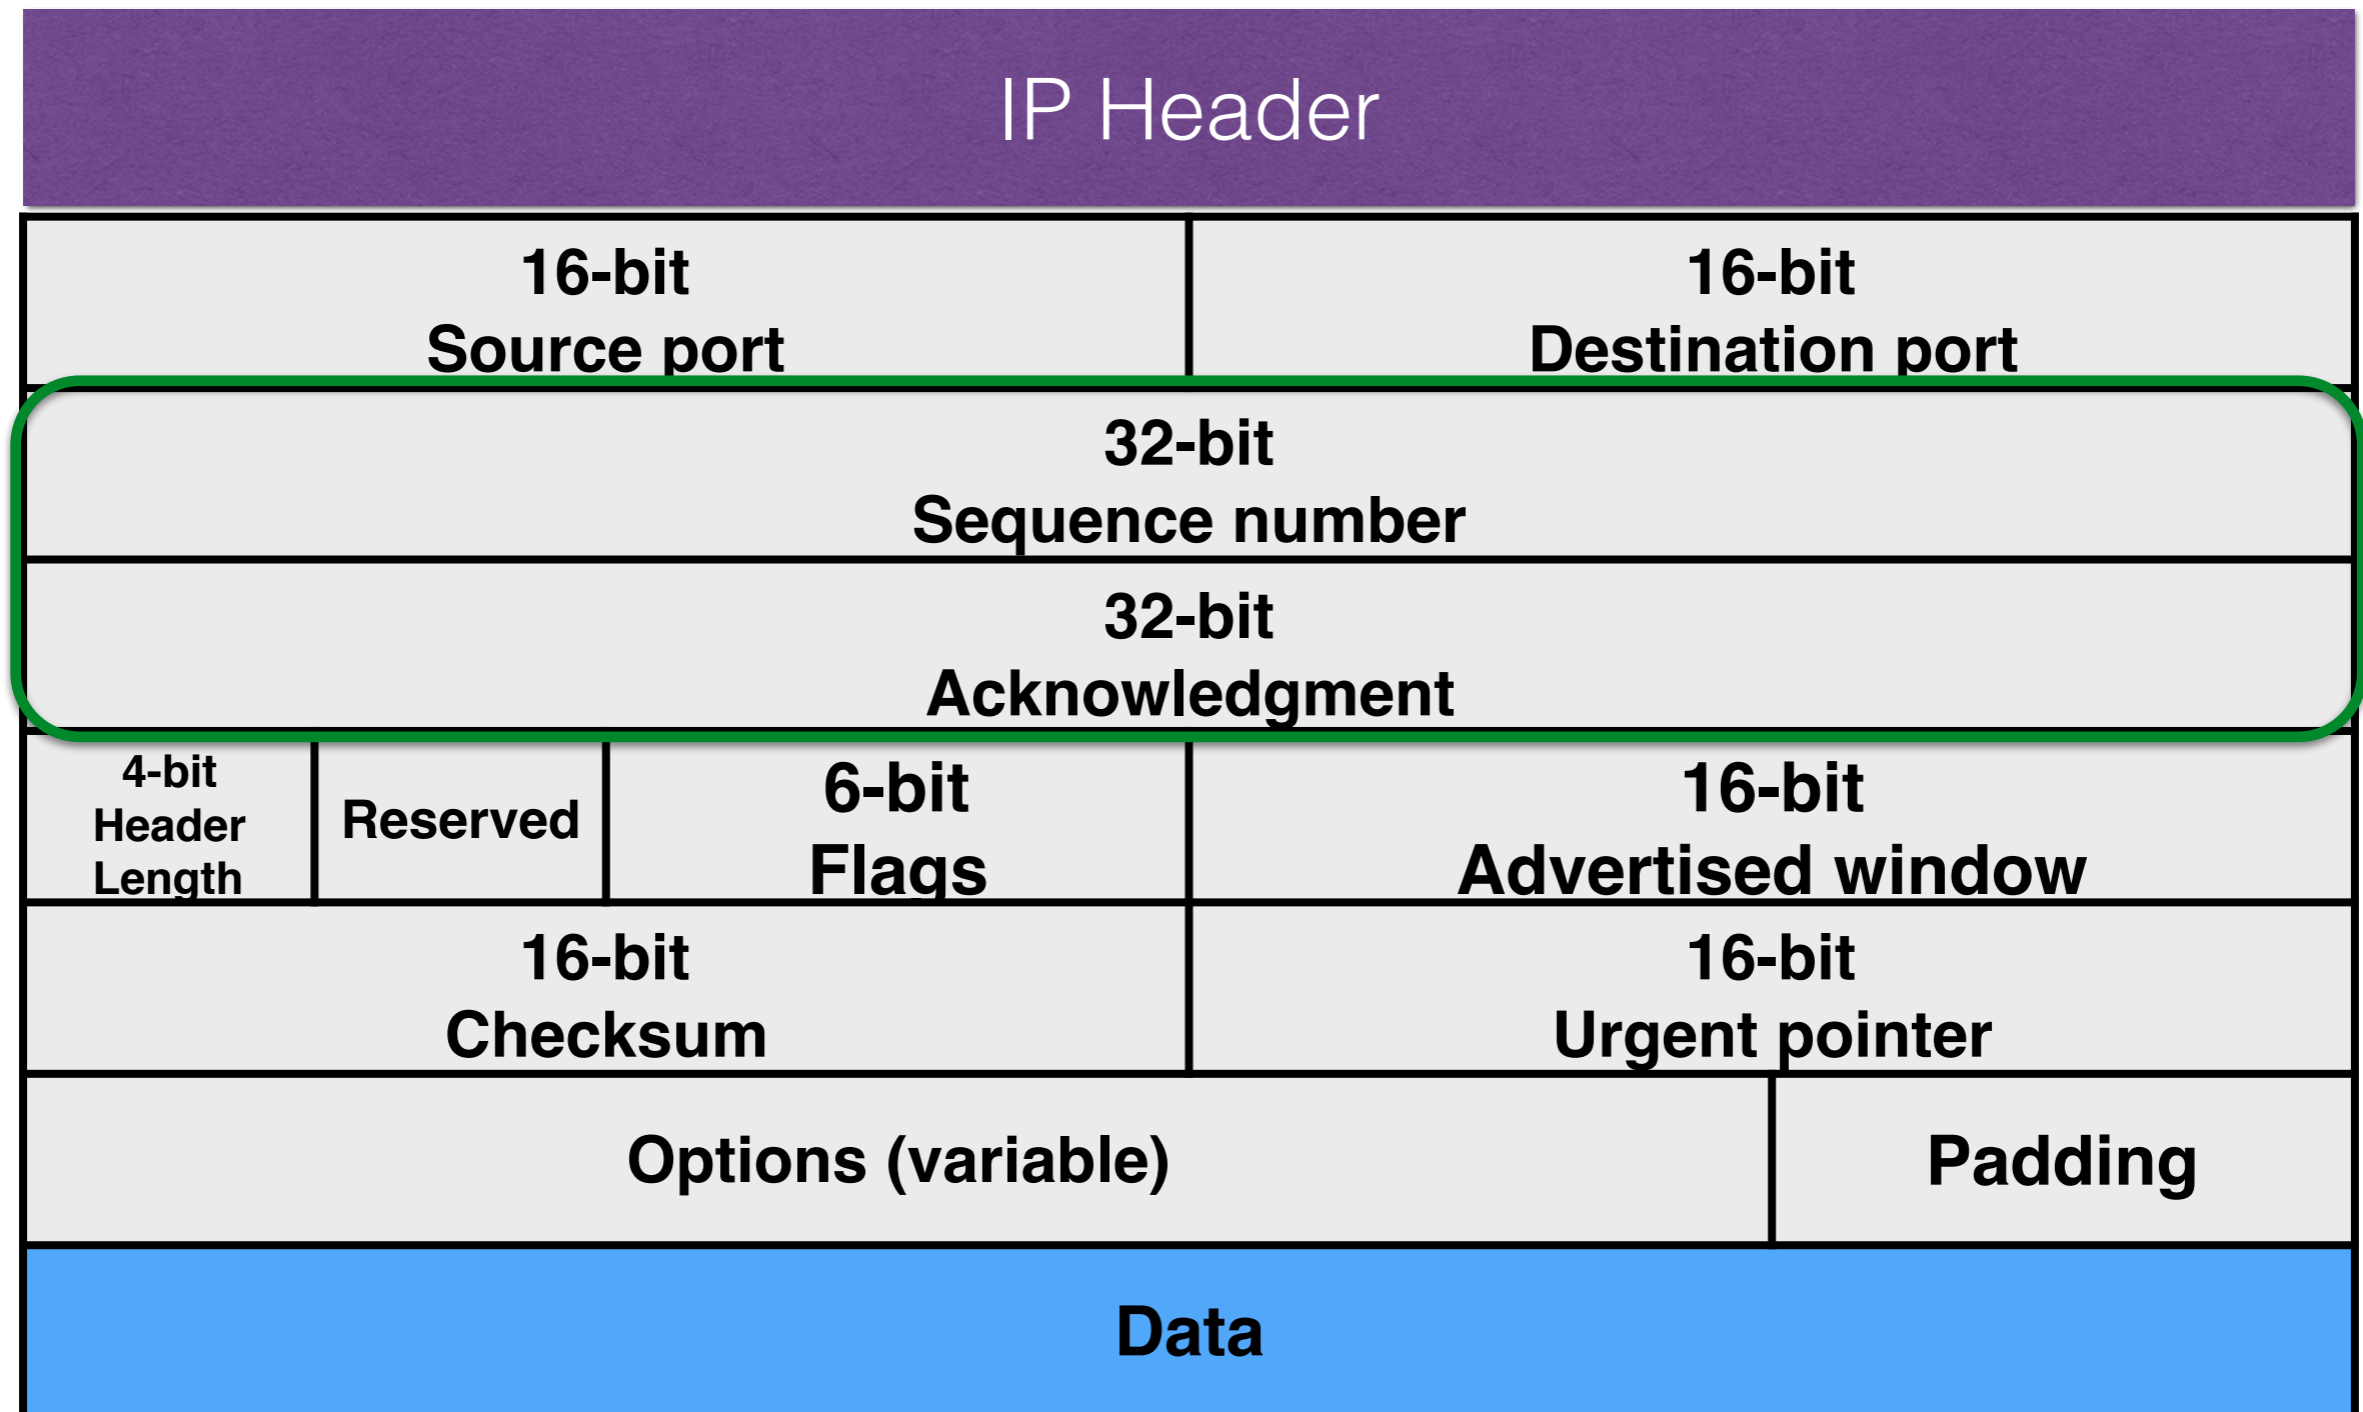 IP Header
16-bit
Source port
16-bit
Destination port
32-bit
Sequence number
32-bit
Acknowledgment
4-bit
Header
Length
Reserved
6-bit
Flags
16-bit
Advertised window
16-bit
Checksum
16-bit
Urgent pointer
Options (variable)
Padding
Data